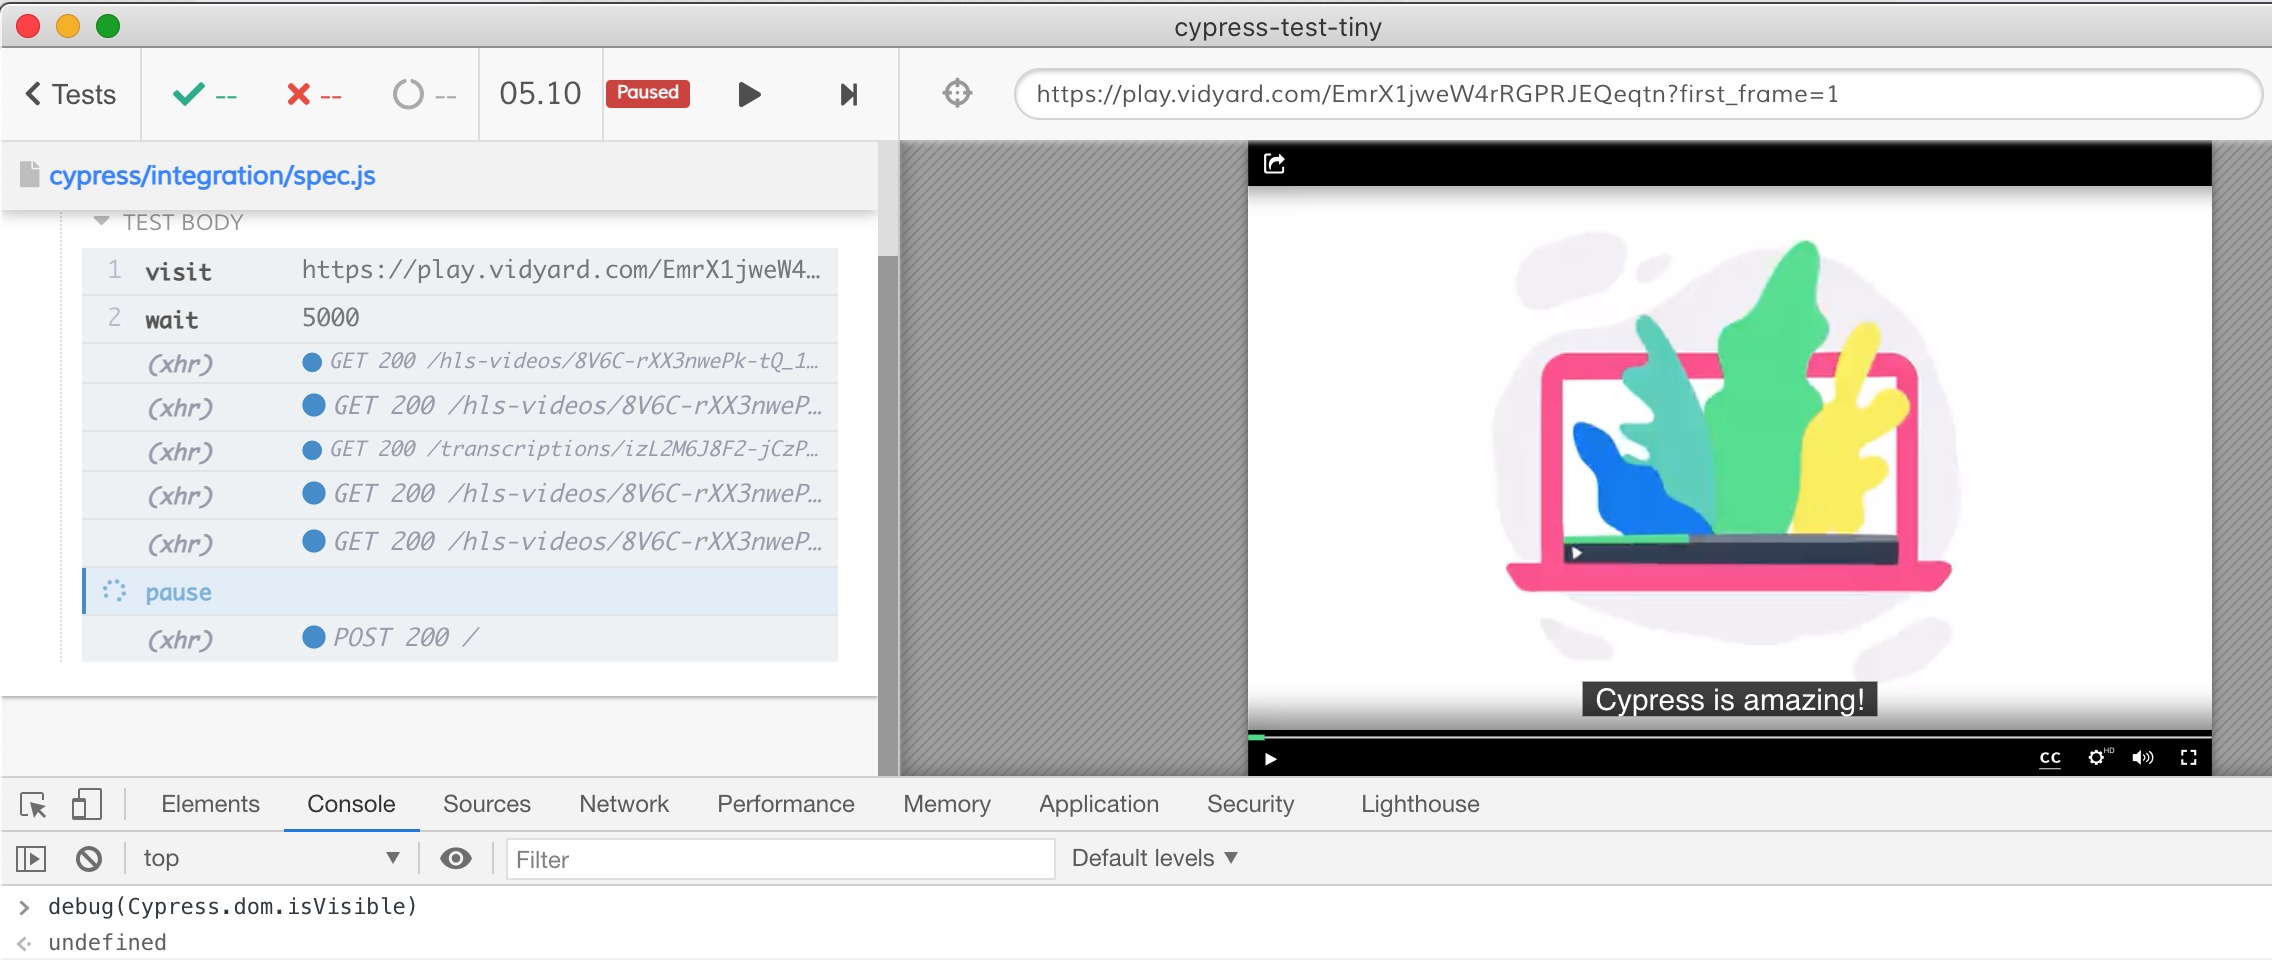 cypress-test-tiny
Tests -- -- -- 05.10 Paused https://play.vidyard.com/EmrX1jweW4rRGPRJEQeqtn?first_frame=1
cypress/integration/spec.js
TEST BODY
1 visit https://play.vidyard.com/EmrX1jweW4…
2 wait 5000
(xhr) GET 200 /hls-videos/8V6C-rXX3nwePk-tQ_1…
(xhr) GET 200 /hls-videos/8V6C-rXX3nweP…
(xhr) GET 200 /transcriptions/izL2M6J8F2-jCzP…
(xhr) GET 200 /hls-videos/8V6C-rXX3nweP…
(xhr) GET 200 /hls-videos/8V6C-rXX3nweP…
pause
(xhr) POST 200 /
Cypress is amazing!
CC HD
Elements Console Sources Network Performance Memory Application Security Lighthouse
top Filter Default levels
debug(Cypress.dom.isVisible)
undefined